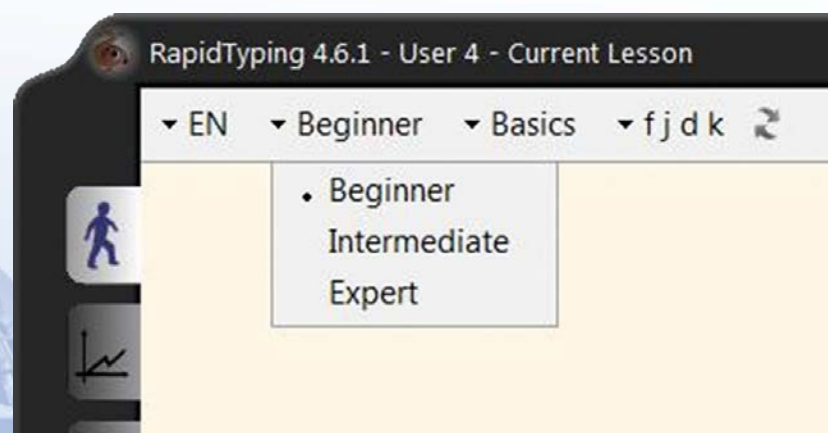 RapidTyping 4.6.1 - User 4 - Current Lesson
EN Beginner Basics f j d k
Beginner
Intermediate
Expert